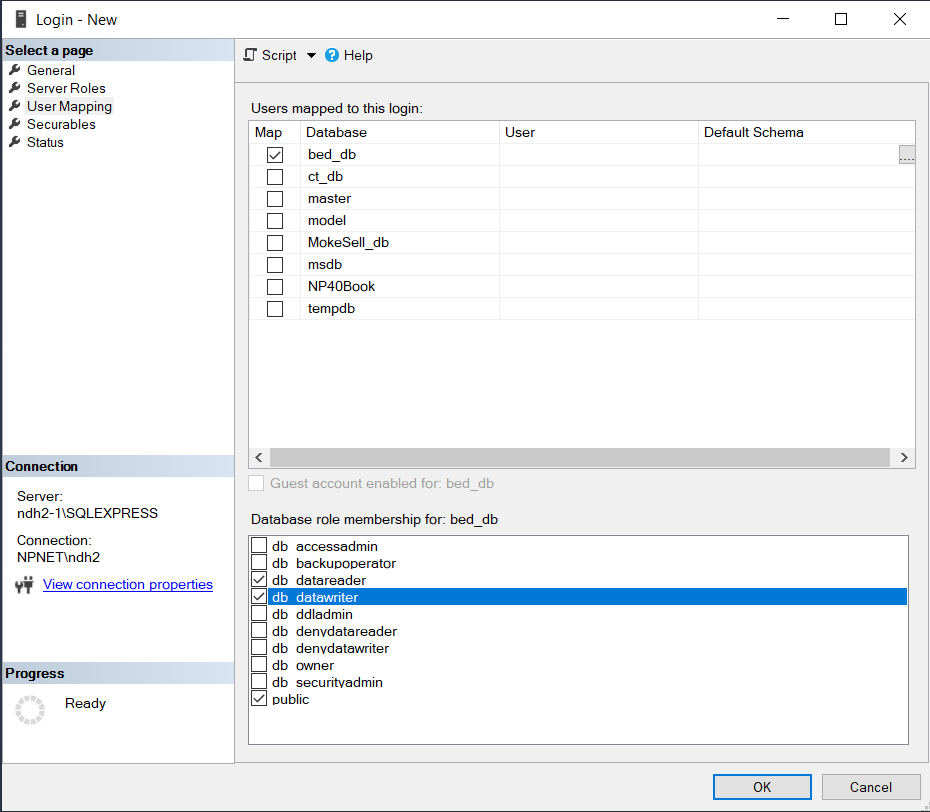 Login - New
Select a page
General
Server Roles
User Mapping
Securables
Status
Script Help
Users mapped to this login:
Map Database User Default Schema
bed_db
...
ct_db
master
model
MokeSell_db
msdb
NP40Book
tempdb
Guest account enabled for: bed_db
Database role membership for: bed_db
db_accessadmin
db_backupoperator
db_datareader
db_datawriter
db_ddladmin
db_denydatareader
db_denydatawriter
db_owner
db_securityadmin
public
Connection
Server:
ndh2-1\SQLEXPRESS
Connection:
NPNET\ndh2
View connection properties
Progress
Ready
OK Cancel